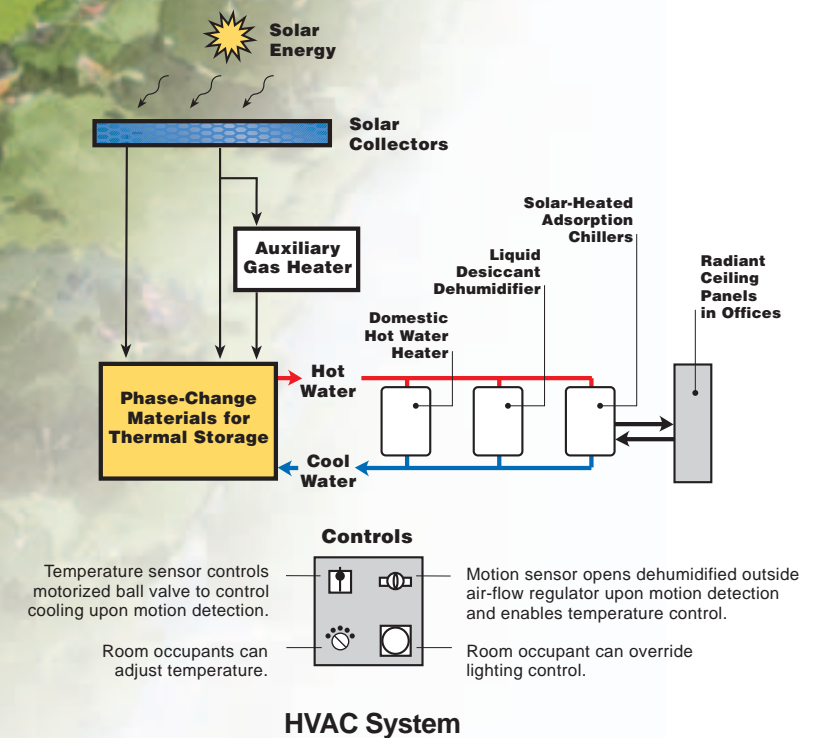 Solar
Energy
Solar
Collectors
Auxiliary
Gas Heater
Solar-Heated
Adsorption
Chillers
Liquid
Desiccant
Dehumidifier
Radiant
Ceiling
Panels
in Offices
Domestic
Hot Water
Heater
Phase-Change
Materials for
Thermal Storage
Hot
Water
Cool
Water
Controls
Temperature sensor controls
motorized ball valve to control
cooling upon motion detection.
Motion sensor opens dehumidified outside
air-flow regulator upon motion detection
and enables temperature control.
Room occupants can
adjust temperature.
Room occupant can override
lighting control.
HVAC System